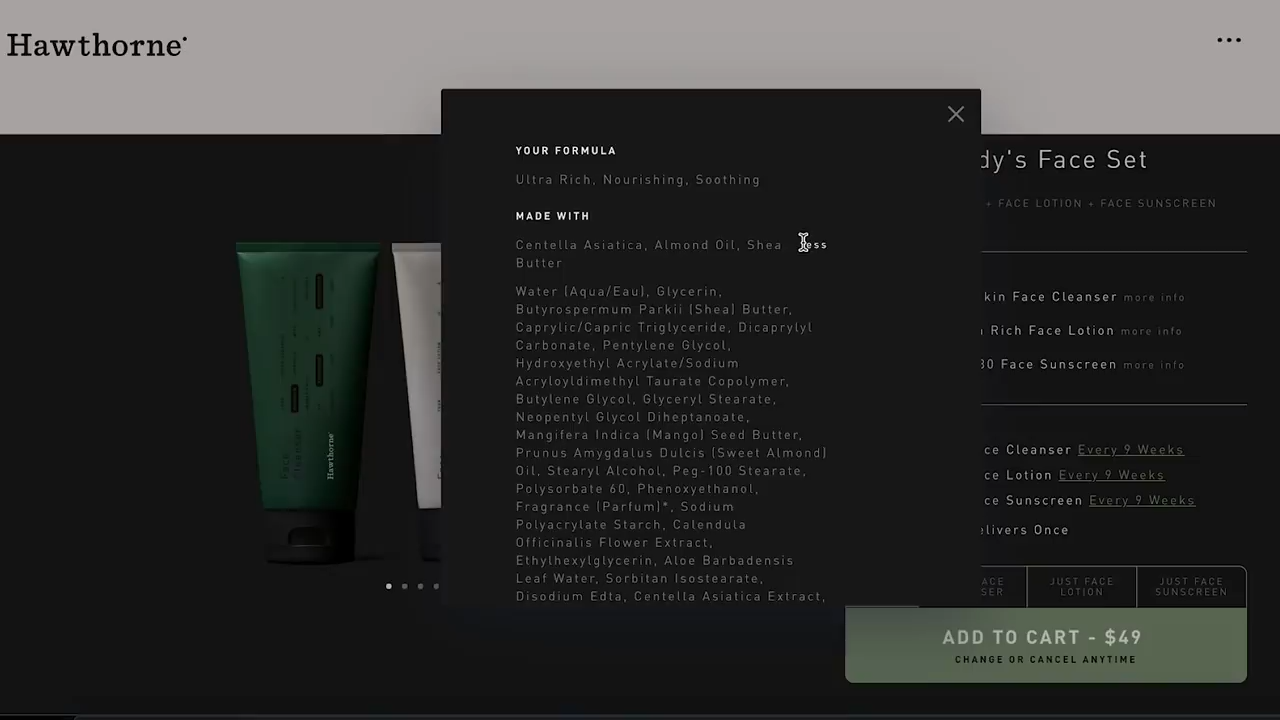 Hawthorne
YOUR FORMULA
Ultra Rich, Nourishing, Soothing
MADE WITH
Centella Asiatica, Almond Oil, Shea
Butter
Water (Aqua/Eau), Glycerin,
Butyrospermum Parkii (Shea) Butter,
Caprylic/Capric Triglyceride, Dicaprylyl
Carbonate, Pentylene Glycol,
Hydroxyethyl Acrylate/Sodium
Acryloyldimethyl Taurate Copolymer,
Butylene Glycol, Glyceryl Stearate,
Neopentyl Glycol Diheptanoate,
Mangifera Indica (Mango) Seed Butter,
Prunus Amygdalus Dulcis (Sweet Almond)
Oil, Stearyl Alcohol, Peg-100 Stearate,
Polysorbate 60, Phenoxyethanol,
Fragrance (Parfum)*, Sodium
Polyacrylate Starch, Calendula
Officinalis Flower Extract,
Ethylhexylglycerin, Aloe Barbadensis
Leaf Water, Sorbitan Isostearate,
Disodium Edta, Centella Asiatica Extract,
dy's Face Set
+ FACE LOTION + FACE SUNSCREEN
kin Face Cleanser more info
Rich Face Lotion more info
30 Face Sunscreen more info
ce Cleanser Every 9 Weeks
ce Lotion Every 9 Weeks
ce Sunscreen Every 9 Weeks
elivers Once
JUST FACE
LOTION
JUST FACE
SUNSCREEN
ADD TO CART - $49
CHANGE OR CANCEL ANYTIME
Face
Cleanser
Hawthorne